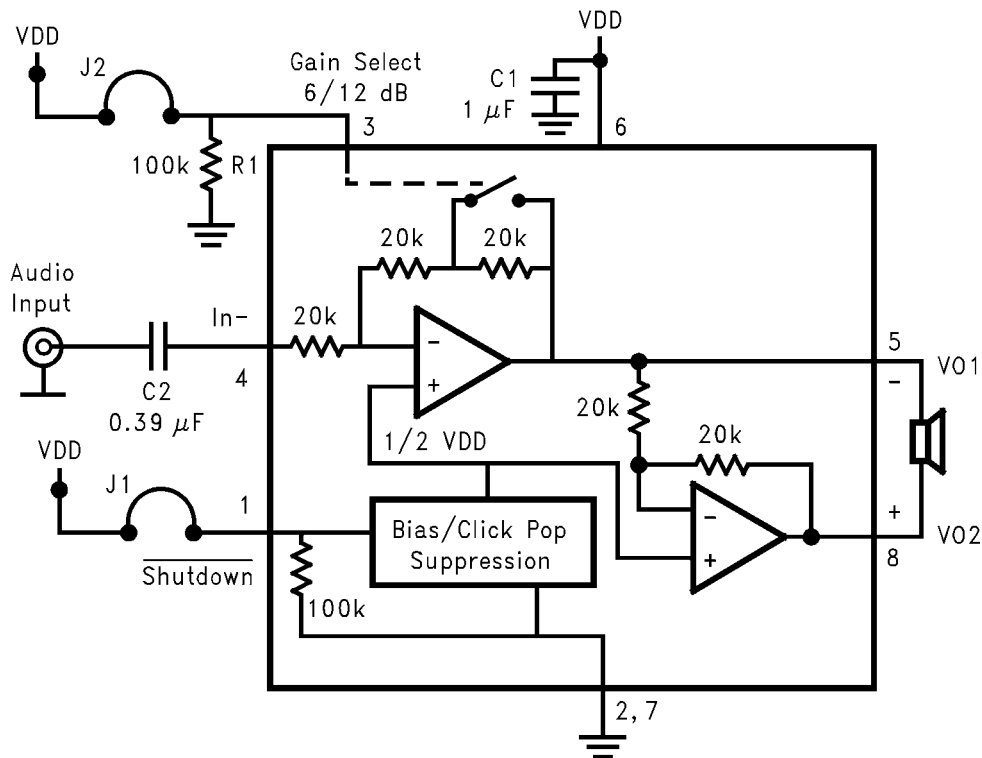 VDD
J2
Gain Select
6/12 dB
3
100k
R1
VDD
C1
1 μF
6
20k
20k
Audio
Input
In-
4
20k
C2
0.39 μF
-
+
1/2 VDD
5
-
VO1
20k
20k
-
+
+
VO2
8
VDD
J1
1
Shutdown
100k
Bias/Click Pop
Suppression
2,7